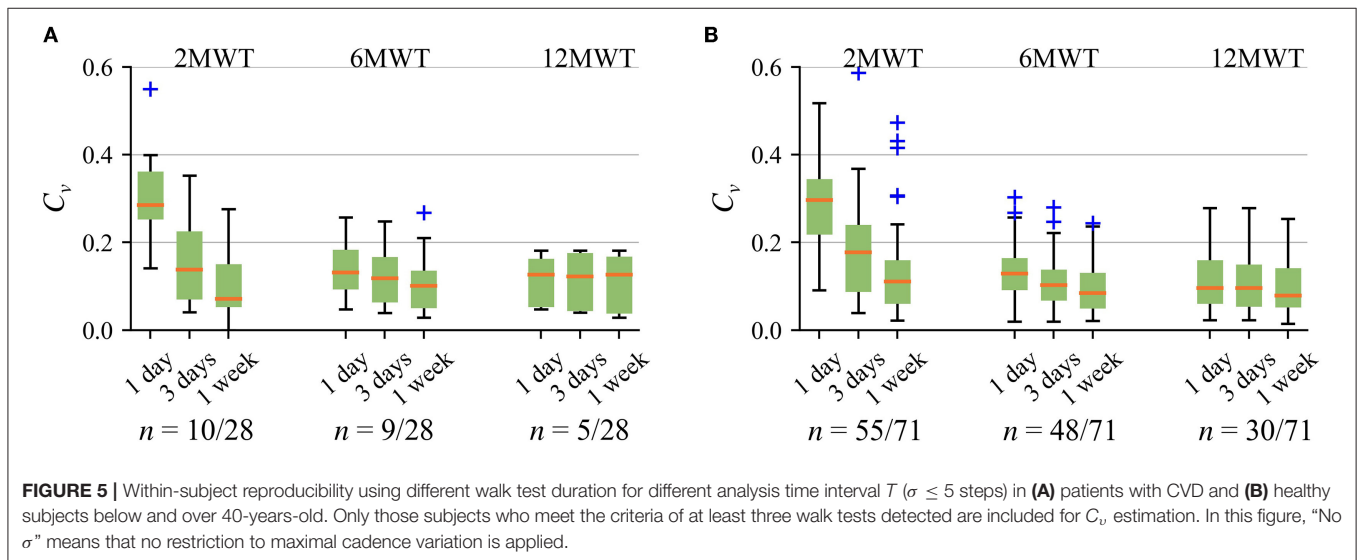 A
2MWT 6MWT 12MWT
0.6
0.4
0.2
0.0
C_v
1 day 3 days 1 week 1 day 3 days 1 week 1 day 3 days 1 week
n = 10/28 n = 9/28 n = 5/28
B
2MWT 6MWT 12MWT
0.6
0.4
0.2
0.0
C_v
1 day 3 days 1 week 1 day 3 days 1 week 1 day 3 days 1 week
n = 55/71 n = 48/71 n = 30/71
FIGURE 5 | Within-subject reproducibility using different walk test duration for different analysis time interval T (σ ≤ 5 steps) in (A) patients with CVD and (B) healthy
subjects below and over 40-years-old. Only those subjects who meet the criteria of at least three walk tests detected are included for C_υ estimation. In this figure, “No
σ” means that no restriction to maximal cadence variation is applied.